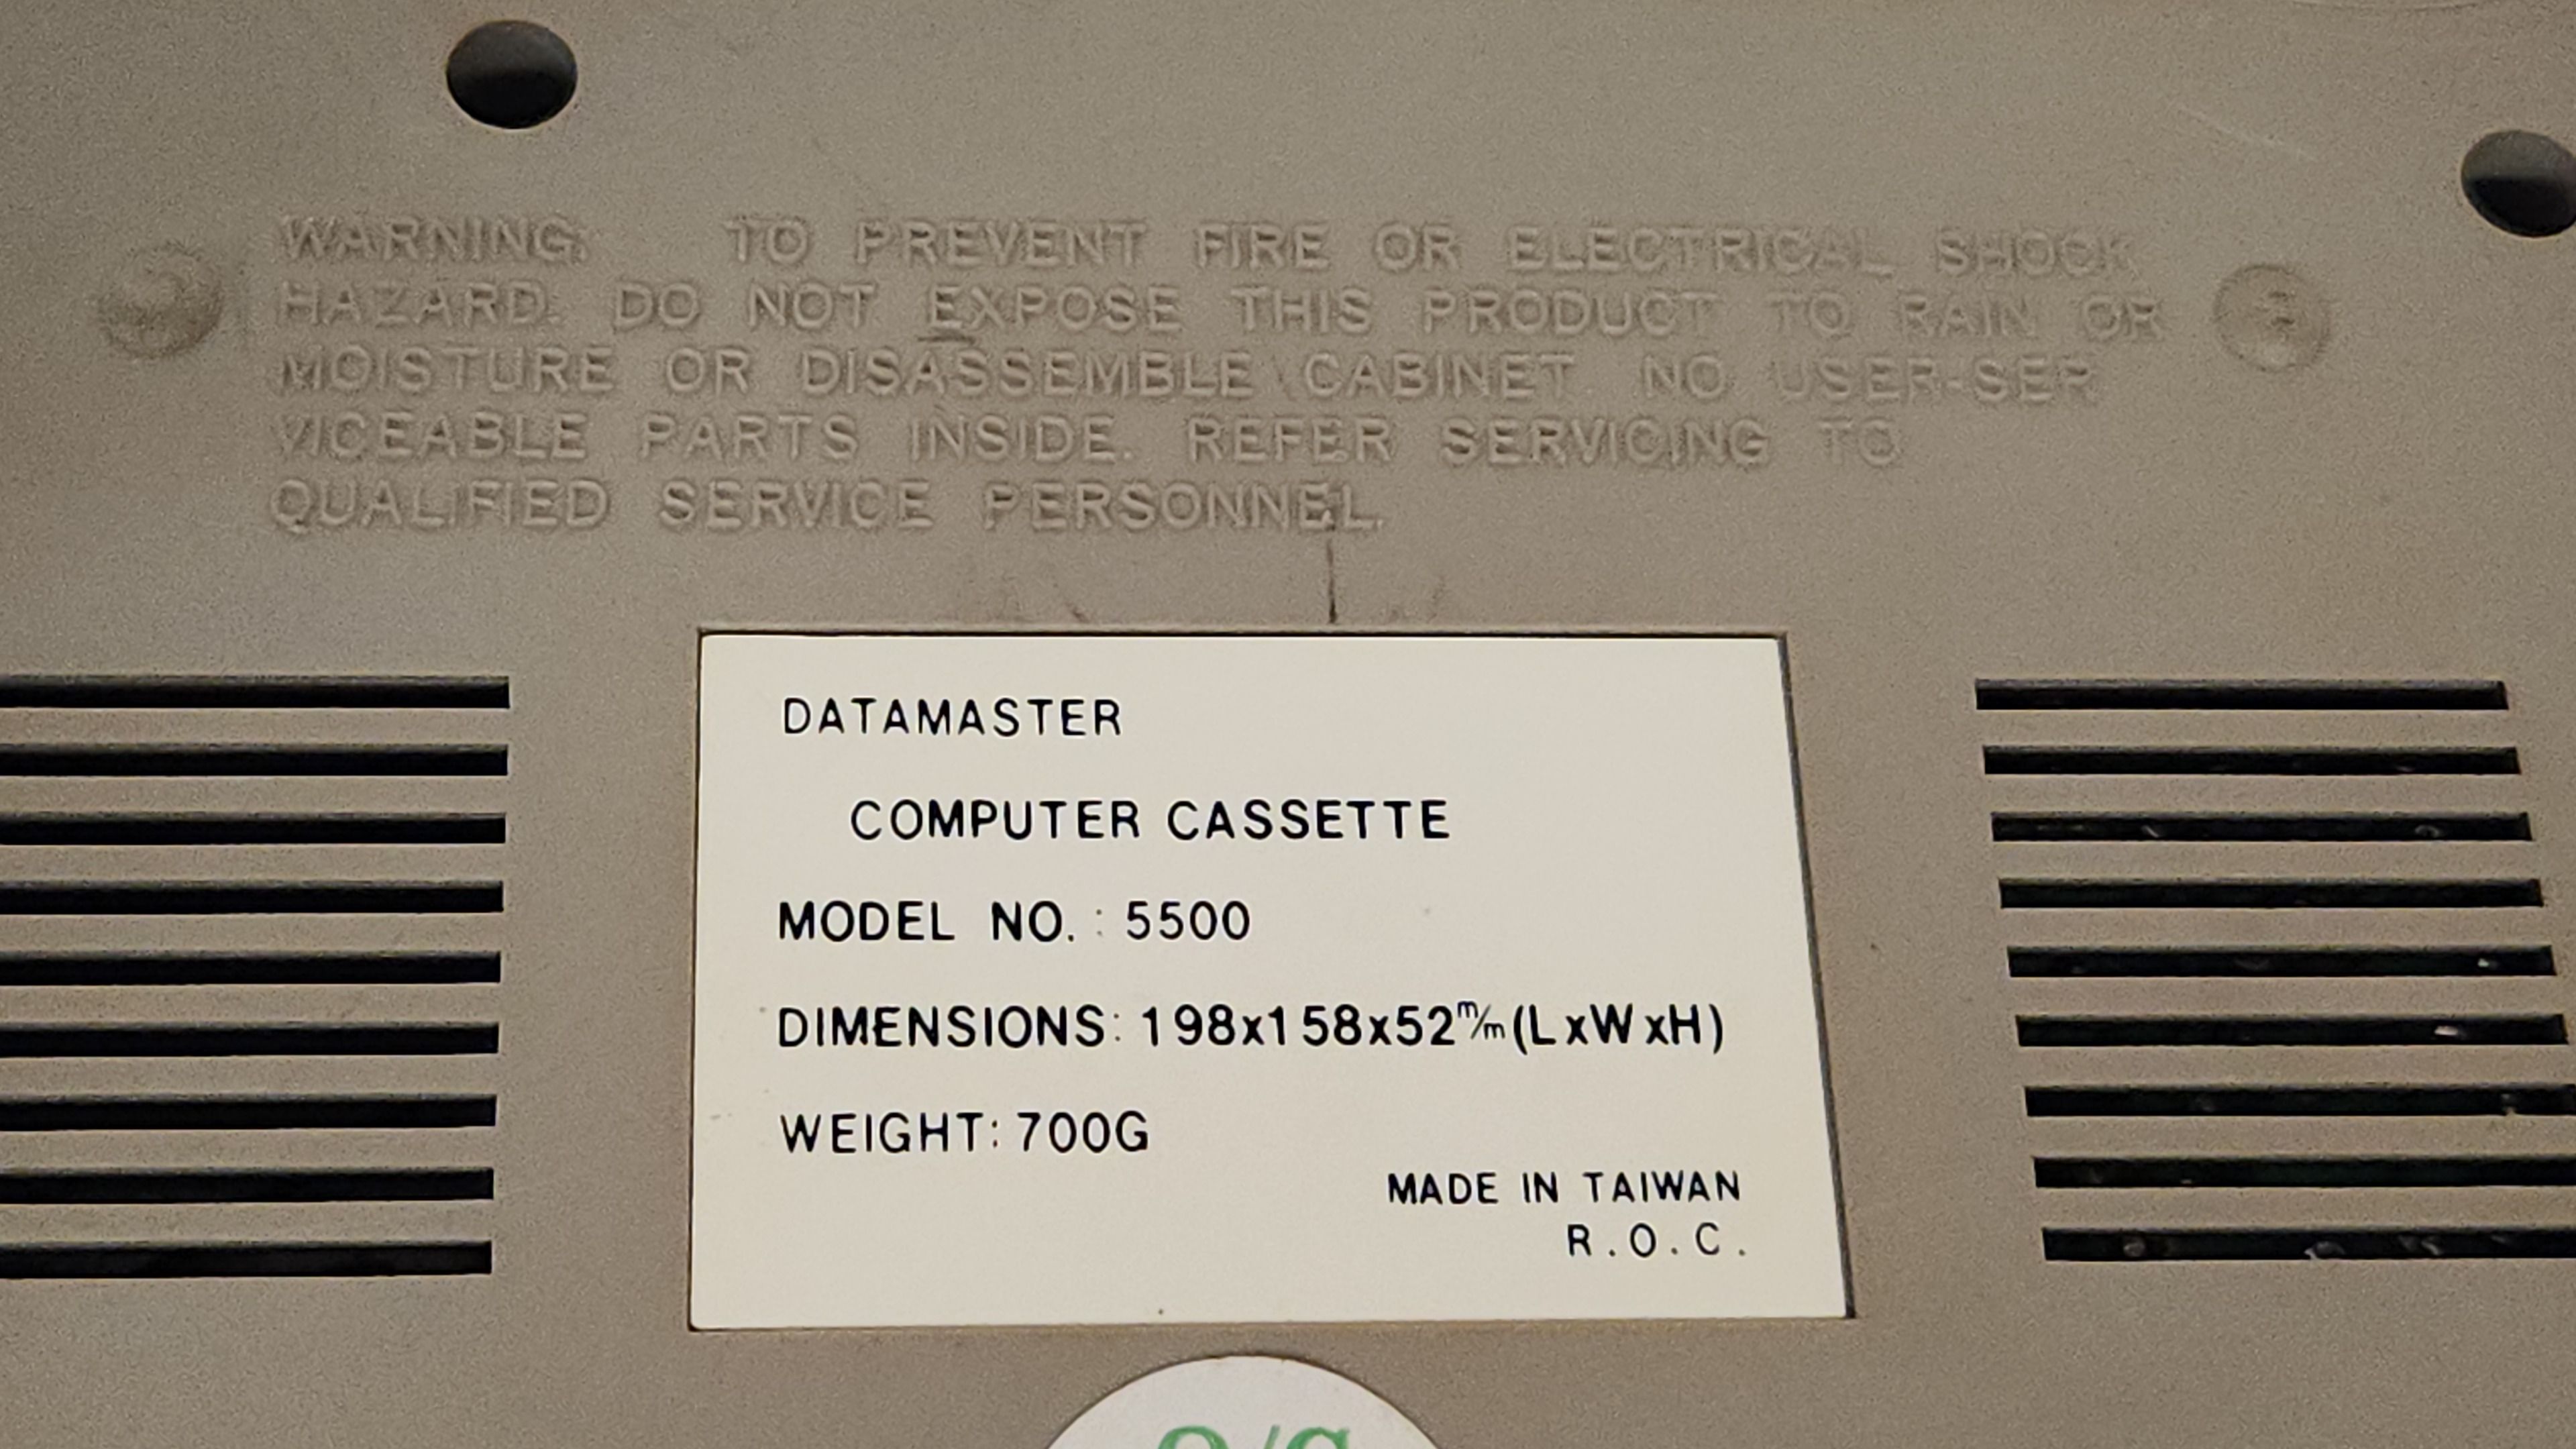 WARNING: TO PREVENT FIRE OR ELECTRICAL SHOCK
HAZARD. DO NOT EXPOSE THIS PRODUCT TO RAIN OR
MOISTURE OR DISASSEMBLE CABINET. NO USER-SER
VICEABLE PARTS INSIDE. REFER SERVICING TO
QUALIFIED SERVICE PERSONNEL.
DATAMASTER
COMPUTER CASSETTE
MODEL NO.: 5500
DIMENSIONS: 198x158x52m/m(LxWxH)
WEIGHT: 700G
MADE IN TAIWAN
R.O.C.